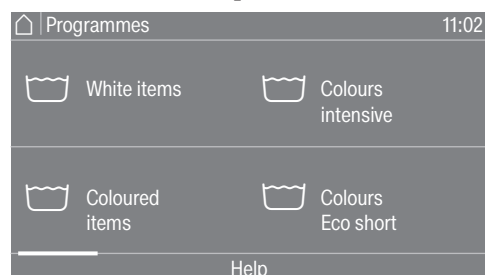 Programmes 11:02
White items
Colours
intensive
Coloured
items
Colours
Eco short
Help